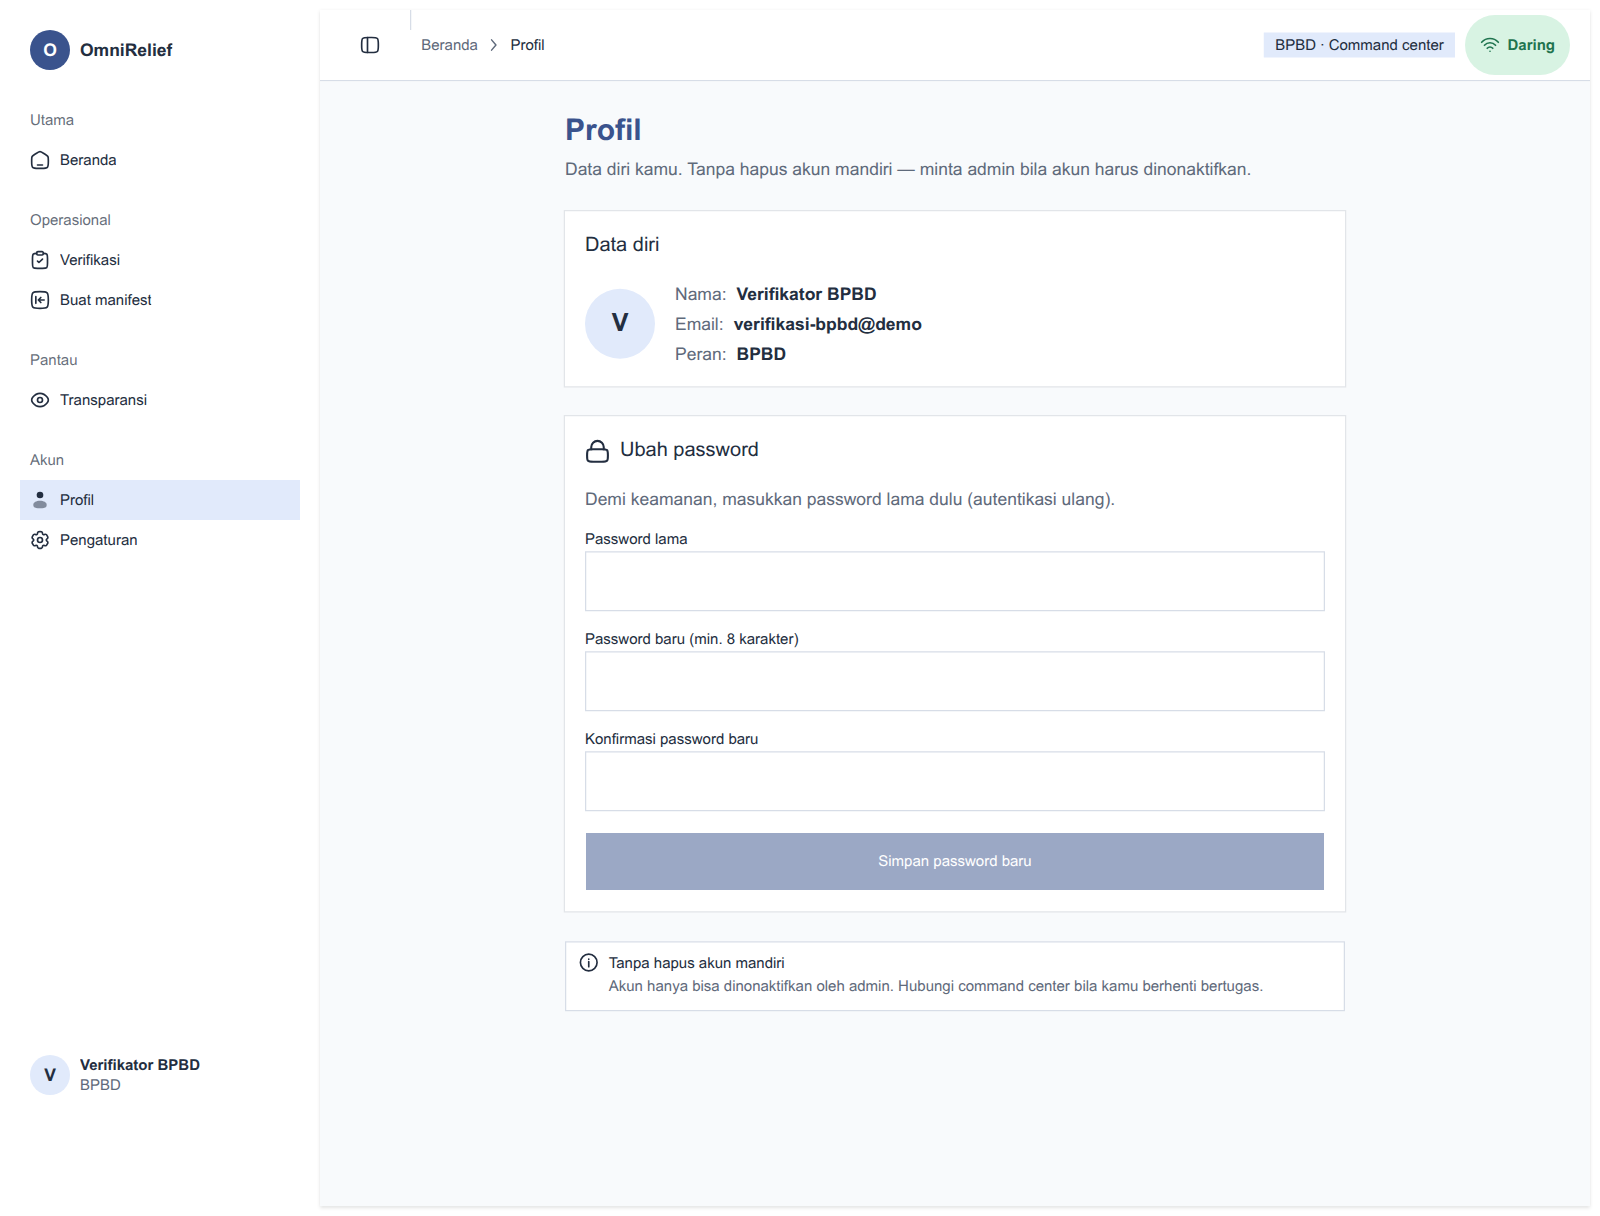 O OmniRelief
Utama
Beranda
Operasional
Verifikasi
Buat manifest
Pantau
Transparansi
Akun
Profil
Pengaturan
V
Verifikator BPBD
BPBD
Beranda > Profil
BPBD · Command center
Daring
Profil
Data diri kamu. Tanpa hapus akun mandiri — minta admin bila akun harus dinonaktifkan.
Data diri
V
Nama: Verifikator BPBD
Email: verifikasi-bpbd@demo
Peran: BPBD
Ubah password
Demi keamanan, masukkan password lama dulu (autentikasi ulang).
Password lama
Password baru (min. 8 karakter)
Konfirmasi password baru
Simpan password baru
Tanpa hapus akun mandiri
Akun hanya bisa dinonaktifkan oleh admin. Hubungi command center bila kamu berhenti bertugas.